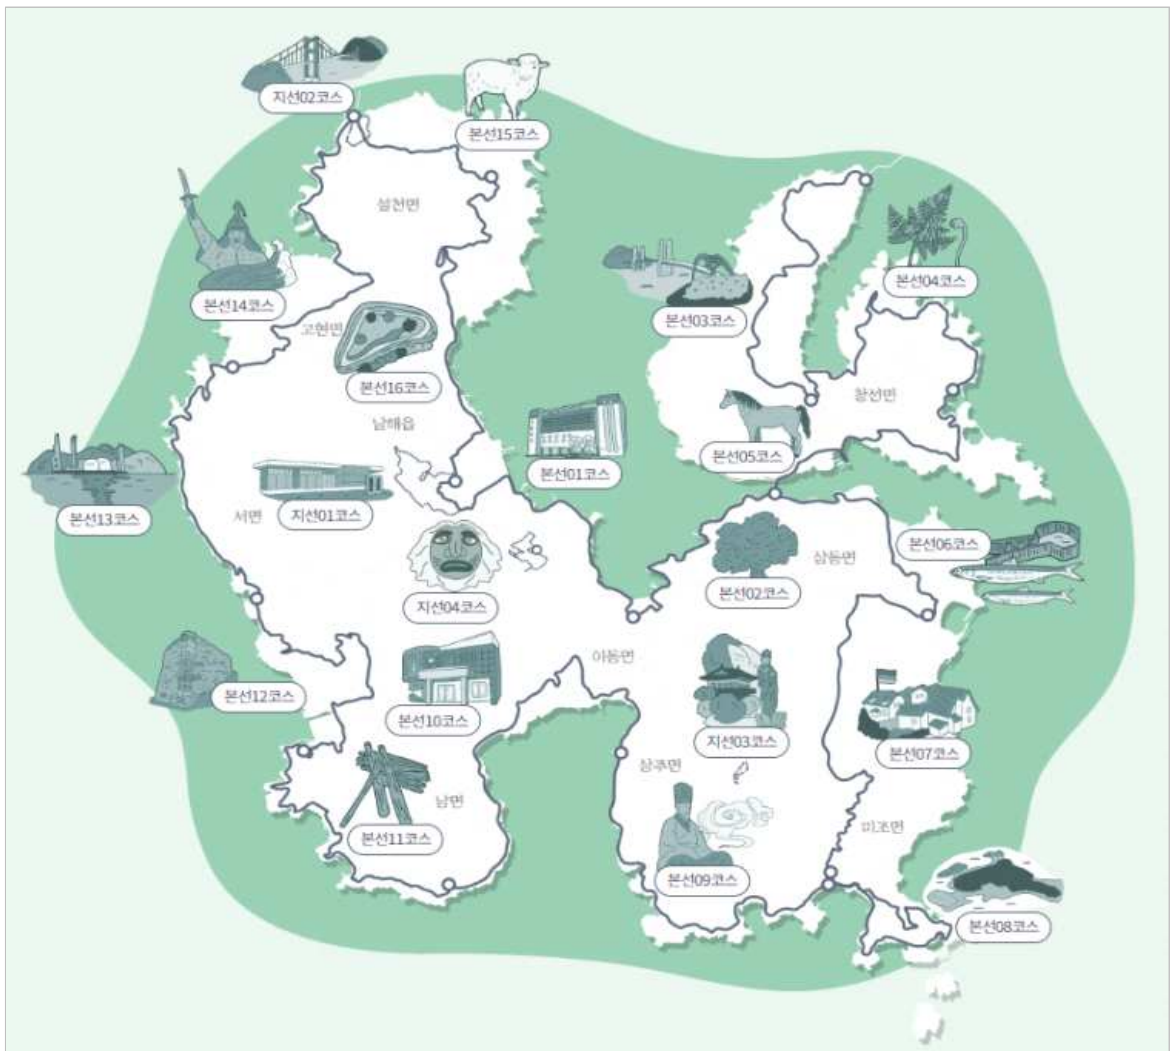 지선02코스
본선15코스
설천면
본선04코스
본선14코스
본선03코스
고현면
본선16코스
창선면
남해읍
본선05코스
본선01코스
지선01코스
서면
본선13코스
본선06코스
삼동면
본선02코스
지선04코스
이동면
본선12코스
본선10코스
지선03코스
본선07코스
상주면
남면
미조면
본선11코스
본선09코스
본선08코스